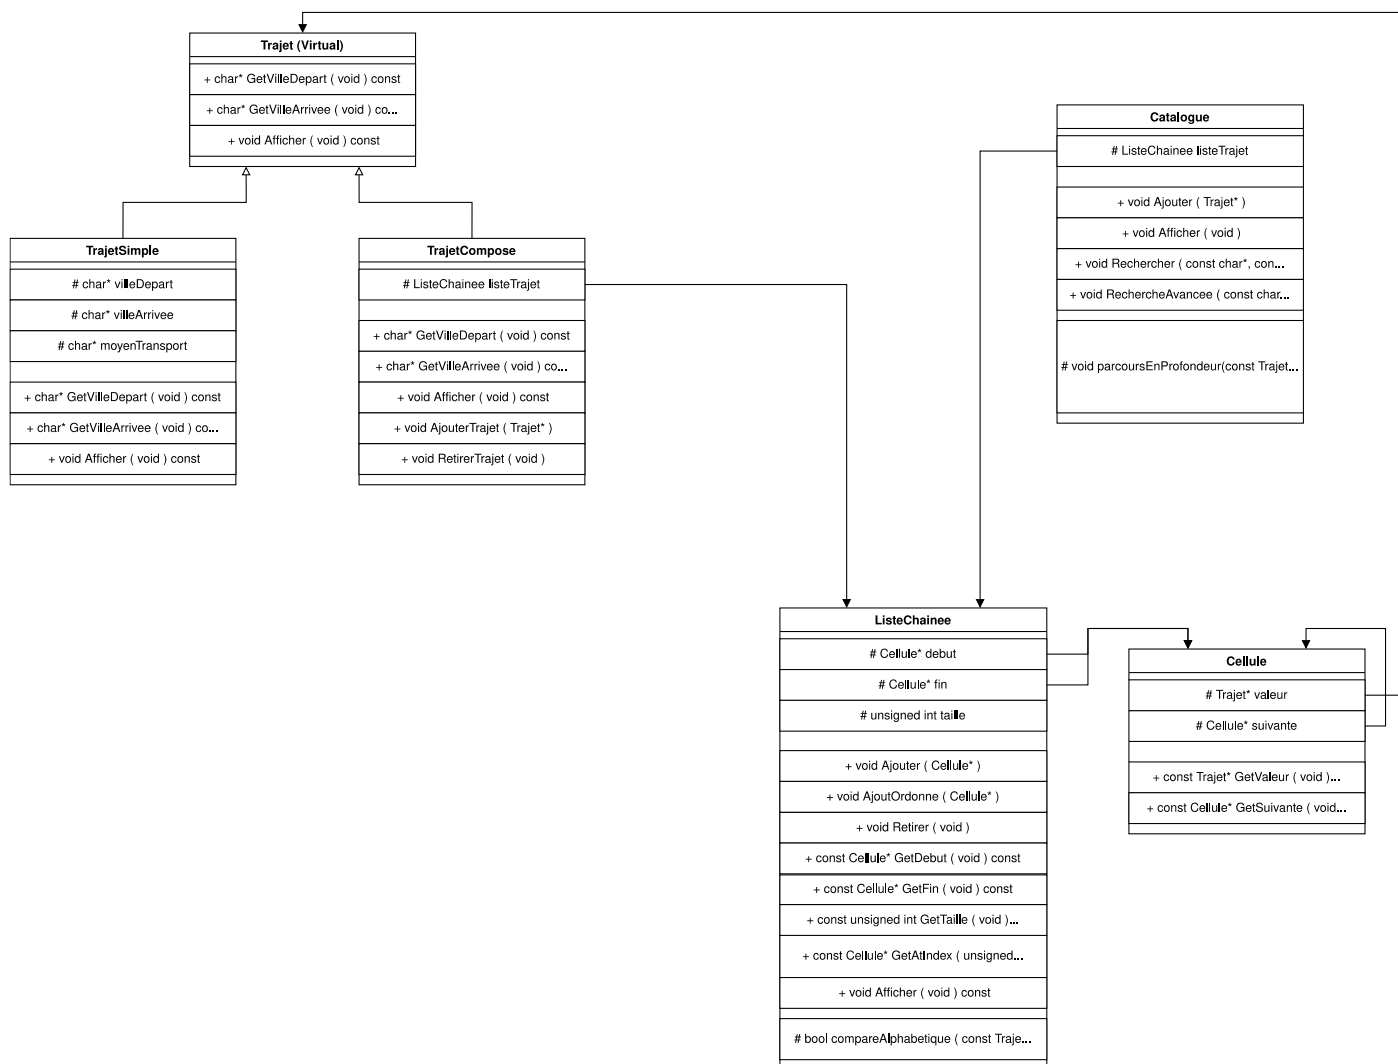 Trajet (Virtual)
+ char* GetVilleDepart ( void ) const
+ char* GetVilleArrivee ( void ) co...
+ void Afficher ( void ) const
Catalogue
# ListeChainee listeTrajet
+ void Ajouter ( Trajet* )
+ void Afficher ( void )
+ void Rechercher ( const char*, con...
+ void RechercheAvancee ( const char...
# void parcoursEnProfondeur(const Trajet...
TrajetSimple
# char* villeDepart
# char* villeArrivee
# char* moyenTransport
+ char* GetVilleDepart ( void ) const
+ char* GetVilleArrivee ( void ) co...
+ void Afficher ( void ) const
TrajetCompose
# ListeChainee listeTrajet
+ char* GetVilleDepart ( void ) const
+ char* GetVilleArrivee ( void ) co...
+ void Afficher ( void ) const
+ void AjouterTrajet ( Trajet* )
+ void RetirerTrajet ( void )
ListeChainee
# Cellule* debut
# Cellule* fin
# unsigned int taille
+ void Ajouter ( Cellule* )
+ void AjoutOrdonne ( Cellule* )
+ void Retirer ( void )
+ const Cellule* GetDebut ( void ) const
+ const Cellule* GetFin ( void ) const
+ const unsigned int GetTaille ( void )...
+ const Cellule* GetAtIndex ( unsigned...
+ void Afficher ( void ) const
# bool compareAlphabetique ( const Traje...
Cellule
# Trajet* valeur
# Cellule* suivante
+ const Trajet* GetValeur ( void )...
+ const Cellule* GetSuivante ( void...